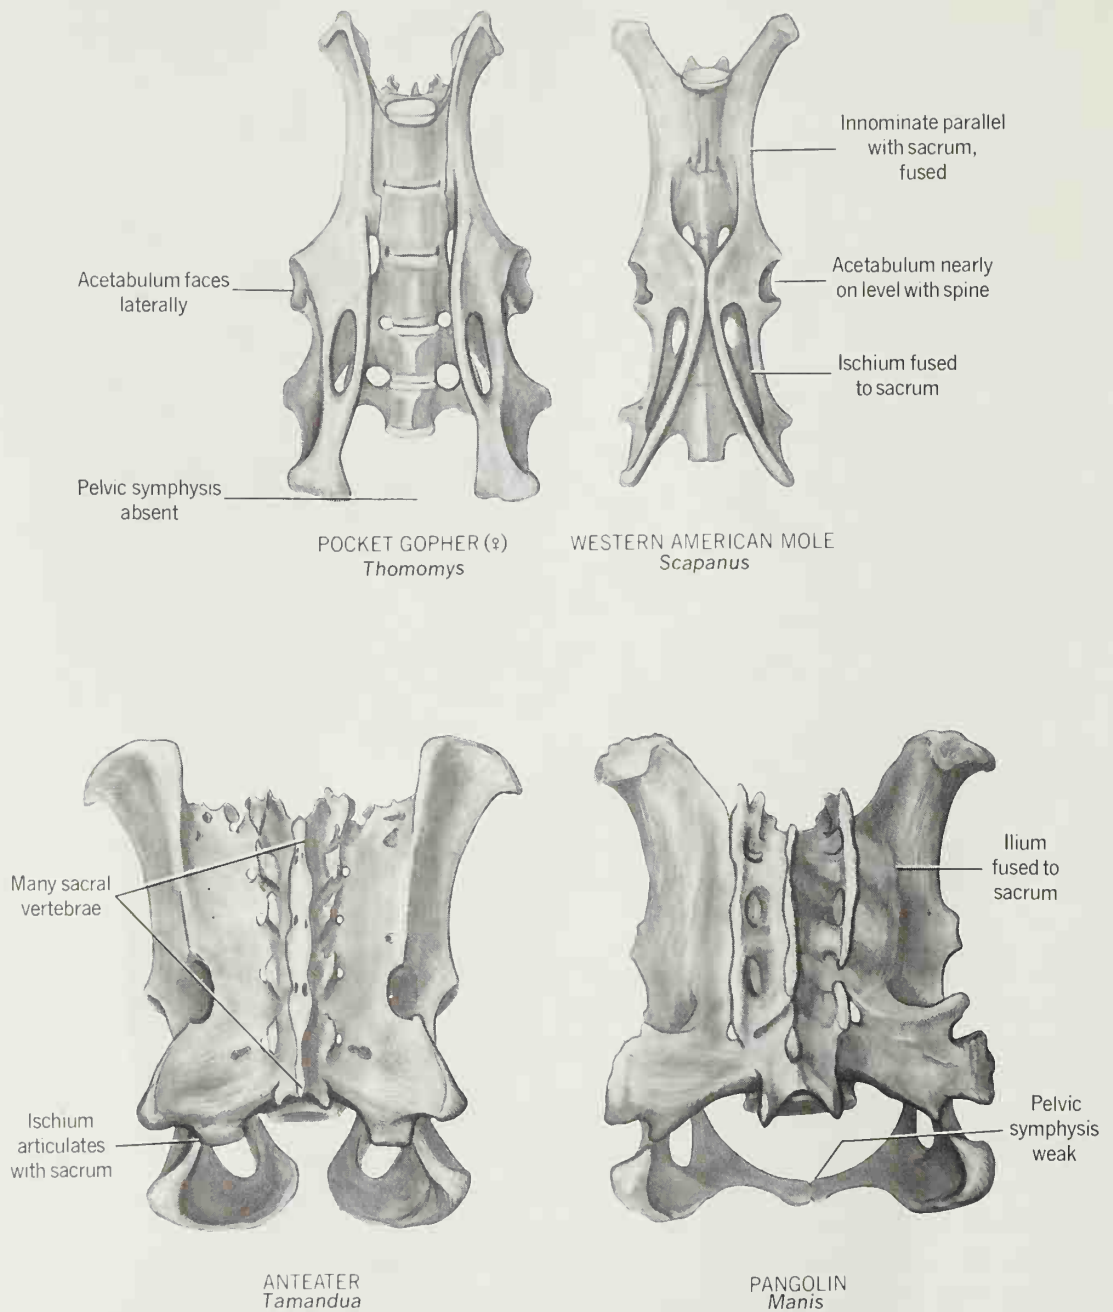 Innominate parallel
with sacrum,
fused
Acetabulum faces
laterally
Acetabulum nearly
on level with spine
Ischium fused
to sacrum
Pelvic symphysis
absent
POCKET GOPHER (♀)
Thomomys
WESTERN AMERICAN MOLE
Scapanus
Many sacral
vertebrae
Ilium
fused to
sacrum
Ischium
articulates
with sacrum
Pelvic
symphysis
weak
ANTEATER
Tamandua
PANGOLIN
Manis